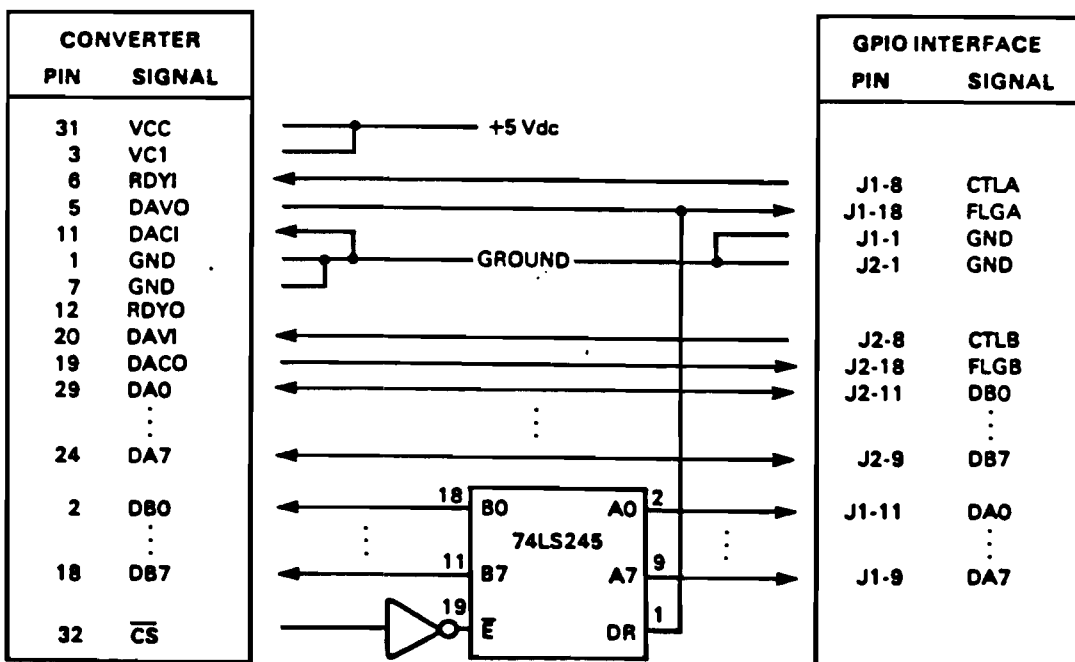 CONVERTER
PIN SIGNAL
31 VCC
3 VC1
6 RDYI
5 DAVO
11 DACI
1 GND
7 GND
12 RDYO
20 DAVI
19 DACO
29 DA0
24 DA7
2 DB0
18 DB7
32 C̅S̅
+5 Vdc
GROUND
18 B0 A0 2
74LS245
11 B7 A7 9
19 E̅ DR 1
GPIO INTERFACE
PIN SIGNAL
J1-8 CTLA
J1-18 FLGA
J1-1 GND
J2-1 GND
J2-8 CTLB
J2-18 FLGB
J2-11 DB0
J2-9 DB7
J1-11 DA0
J1-9 DA7